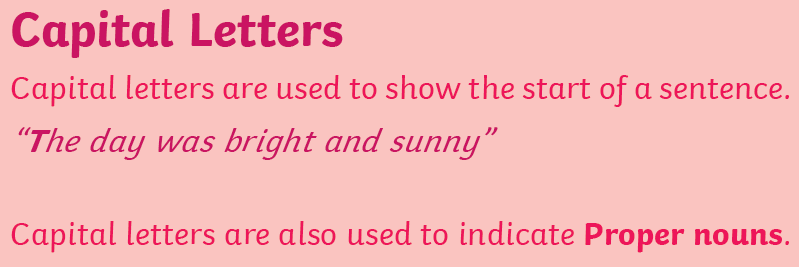 Capital Letters
Capital letters are used to show the start of a sentence.
“The day was bright and sunny”
Capital letters are also used to indicate Proper nouns.